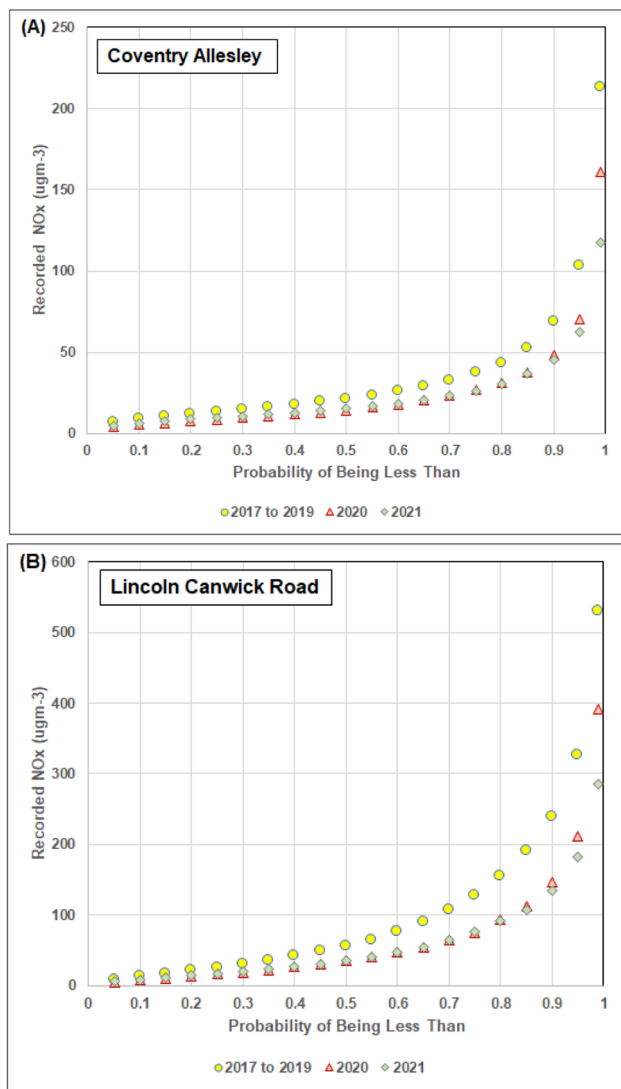 (A)
Coventry Allesley
Recorded NOx (ugm-3)
250
200
150
100
50
0
0 0.1 0.2 0.3 0.4 0.5 0.6 0.7 0.8 0.9 1
Probability of Being Less Than
2017 to 2019 2020 2021
(B)
Lincoln Canwick Road
Recorded NOx (ugm-3)
600
500
400
300
200
100
0
0 0.1 0.2 0.3 0.4 0.5 0.6 0.7 0.8 0.9 1
Probability of Being Less Than
2017 to 2019 2020 2021